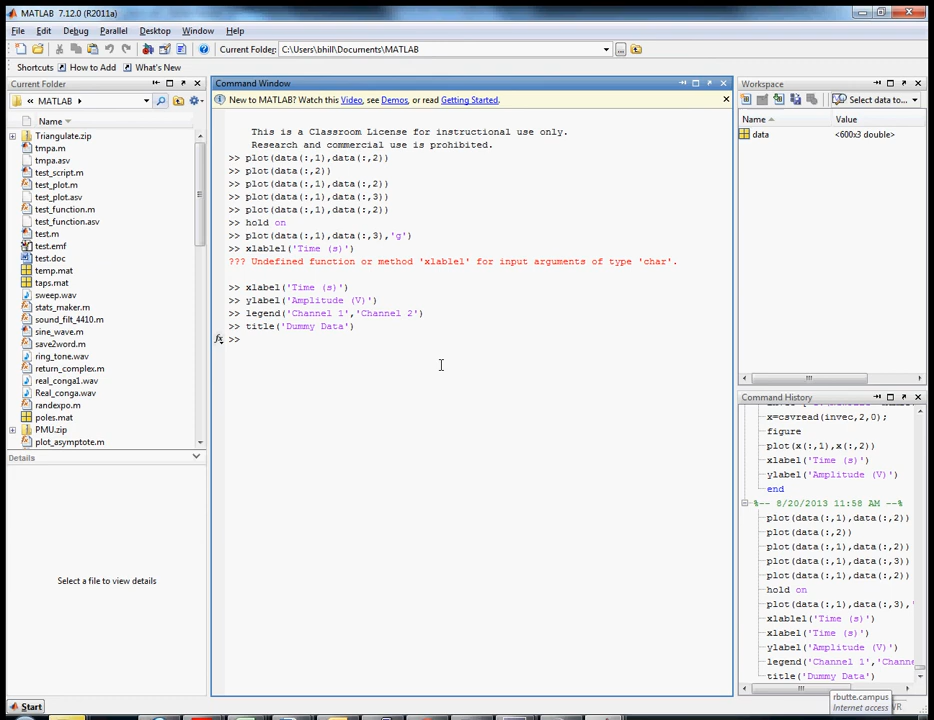 MATLAB 7.12.0 (R2011a)
File Edit Debug Parallel Desktop Window Help
Current Folder: C:\Users\bhill\Documents\MATLAB
Shortcuts How to Add What's New
Current Folder
« MATLAB
Name
Triangulate.zip
tmpa.m
tmpa.asv
test_script.m
test_plot.m
test_plot.asv
test_function.m
test_function.asv
test.m
test.emf
test.doc
temp.mat
taps.mat
sweep.wav
stats_maker.m
sound_filt_4410.m
sine_wave.m
save2word.m
ring_tone.wav
return_complex.m
real_conga1.wav
Real_conga.wav
randexpo.m
poles.mat
PMU.zip
plot_asymptote.m
Details
Select a file to view details
Start
Command Window
New to MATLAB? Watch this Video, see Demos, or read Getting Started.
This is a Classroom License for instructional use only.
Research and commercial use is prohibited.
>> plot(data(:,1),data(:,2))
>> plot(data(:,2))
>> plot(data(:,1),data(:,2))
>> plot(data(:,1),data(:,3))
>> plot(data(:,1),data(:,2))
>> hold on
>> plot(data(:,1),data(:,3),'g')
>> xlablel('Time (s)')
??? Undefined function or method 'xlablel' for input arguments of type 'char'.
>> xlabel('Time (s)')
>> ylabel('Amplitude (V)')
>> legend('Channel 1','Channel 2')
>> title('Dummy Data')
fx >>
Workspace
Select data to...
Name Value
data <600x3 double>
Command History
x=csvread(invec,2,0);
figure
plot(x(:,1),x(:,2))
xlabel('Time (s)')
ylabel('Amplitude (V)')
end
%-- 8/20/2013 11:58 AM --%
plot(data(:,1),data(:,2))
plot(data(:,2))
plot(data(:,1),data(:,2))
plot(data(:,1),data(:,3))
plot(data(:,1),data(:,2))
hold on
plot(data(:,1),data(:,3),'
xlablel('Time (s)')
xlabel('Time (s)')
ylabel('Amplitude (V)')
legend('Channel 1','Channe
title('Dummy Data')
rbutte.campus
Internet access